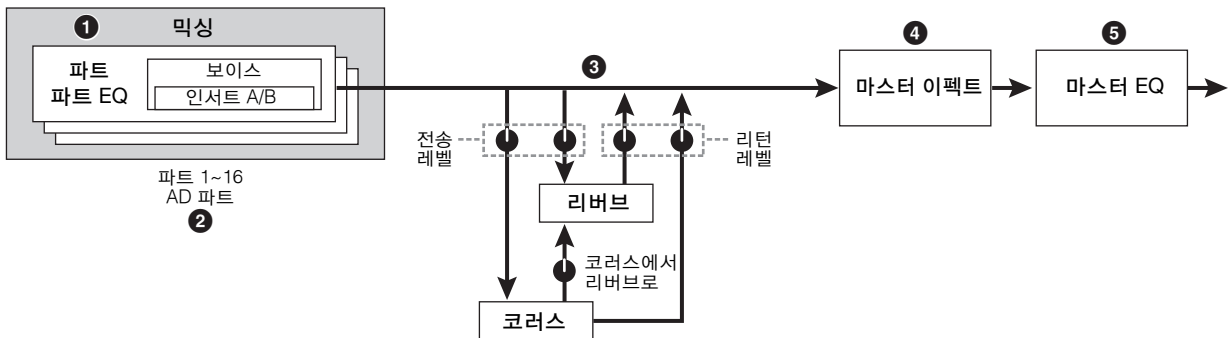 ❶ 믹싱
파트
파트 EQ
보이스
인서트 A/B
파트 1~16
AD 파트
❷
❸
전송
레벨
리턴
레벨
리버브
코러스에서
리버브로
코러스
❹
마스터 이펙트
❺
마스터 EQ